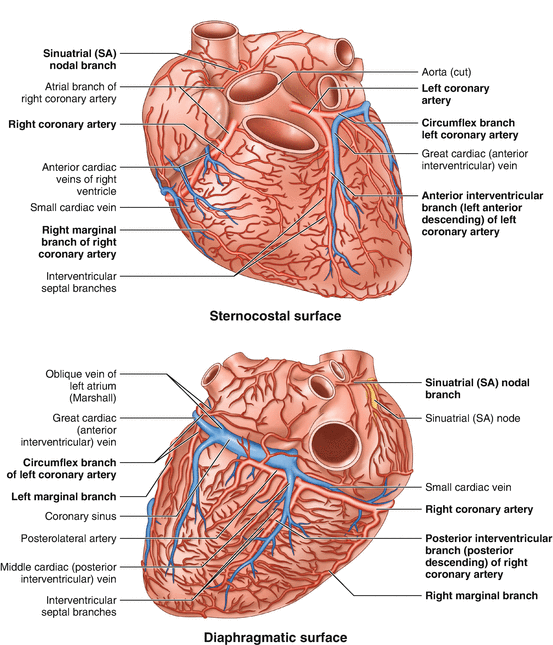 Sinuatrial (SA)
nodal branch
Atrial branch of
right coronary artery
Right coronary artery
Anterior cardiac
veins of right
ventricle
Small cardiac vein
Right marginal
branch of right
coronary artery
Interventricular
septal branches
Aorta (cut)
Left coronary
artery
Circumflex branch
left coronary artery
Great cardiac (anterior
interventricular) vein
Anterior interventricular
branch (left anterior
descending) of left
coronary artery
Sternocostal surface
Oblique vein of
left atrium
(Marshall)
Great cardiac
(anterior
interventricular) vein
Circumflex branch
of left coronary artery
Left marginal branch
Coronary sinus
Posterolateral artery
Middle cardiac (posterior
interventricular) vein
Interventricular
septal branches
Sinuatrial (SA) nodal
branch
Sinuatrial (SA) node
Small cardiac vein
Right coronary artery
Posterior interventricular
branch (posterior
descending) of right
coronary artery
Right marginal branch
Diaphragmatic surface